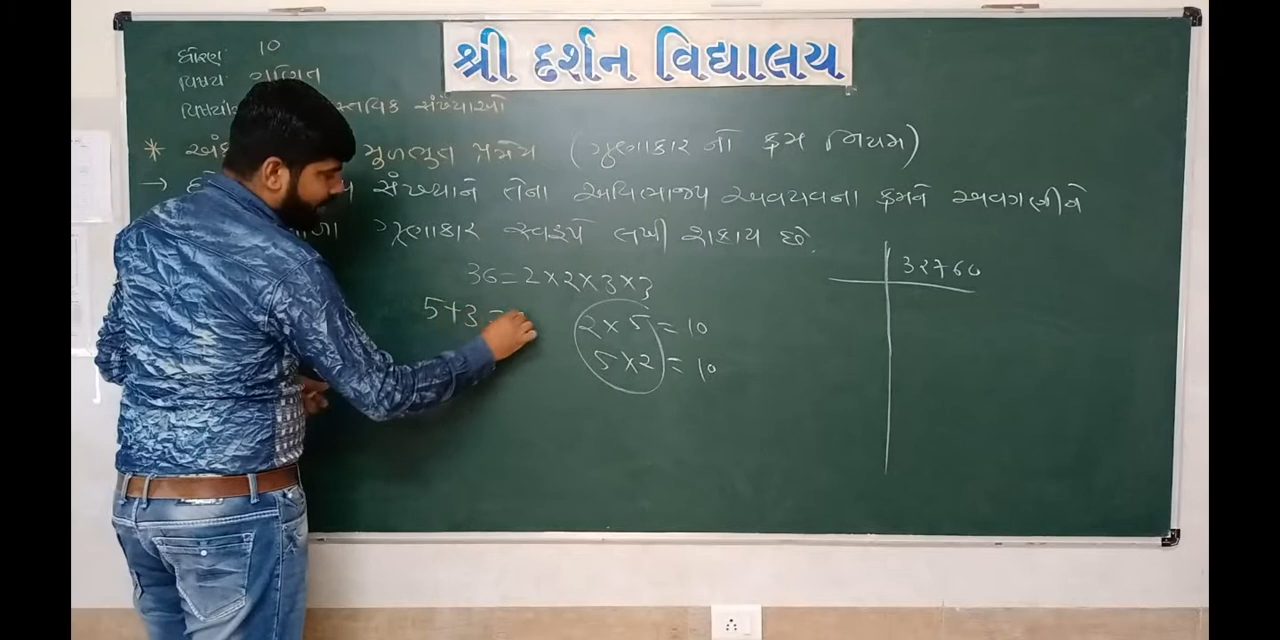 શ્રી દર્શન વિદ્યાલય
ધોરણ 10
વિષય ગણિત
સ્તવિક સંખ્યાઓ
* અંક મુળભુત પ્રમેય (ગુણાકાર નો ક્રમ નિયમ)
→ સંખ્યાને તેના અવિભાજ્ય અવયવના ક્રમને અવગણીને
ગુણાકાર સ્વરૂપે લખી શકાય છે.
32760
36=2×2×3×3
5+3=
2×5=10
5×2=10